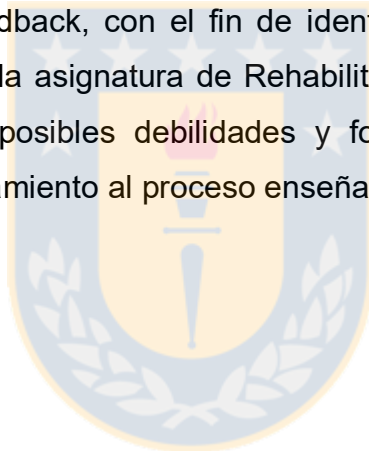 dback, con el fin de ident
la asignatura de Rehabilit
posibles debilidades y fo
amiento al proceso enseña